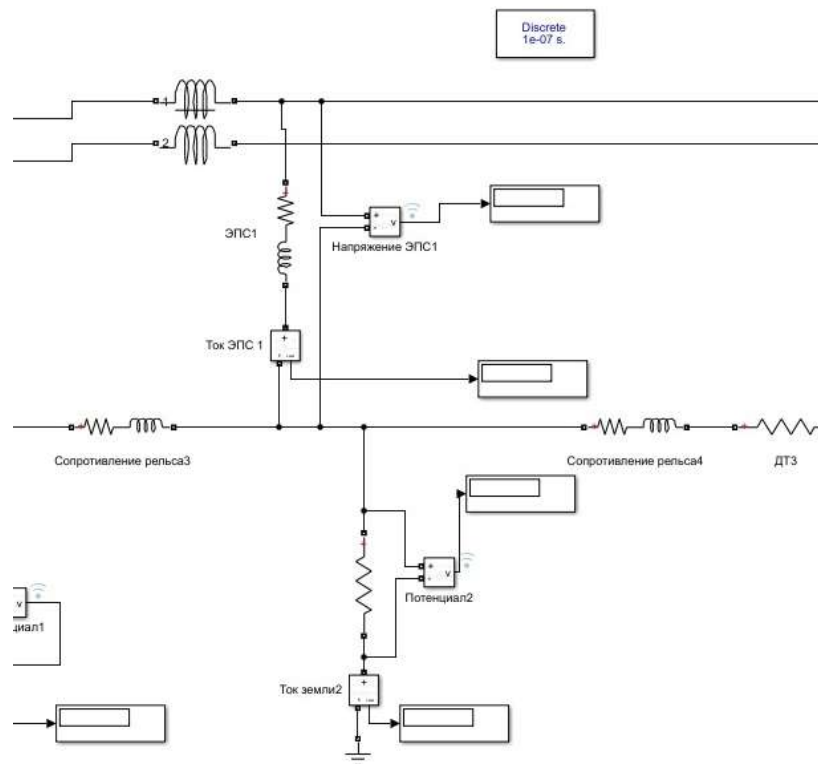 Discrete
1e-07 s.
1
2
+
ЭПС1
+
-
v
Напряжение ЭПС1
+
Ток ЭПС 1
+
Сопротивление рельса3
+
Сопротивление рельса4
+
ДТ3
+
+
-
v
Потенциал2
v
циал1
+
Ток земли2